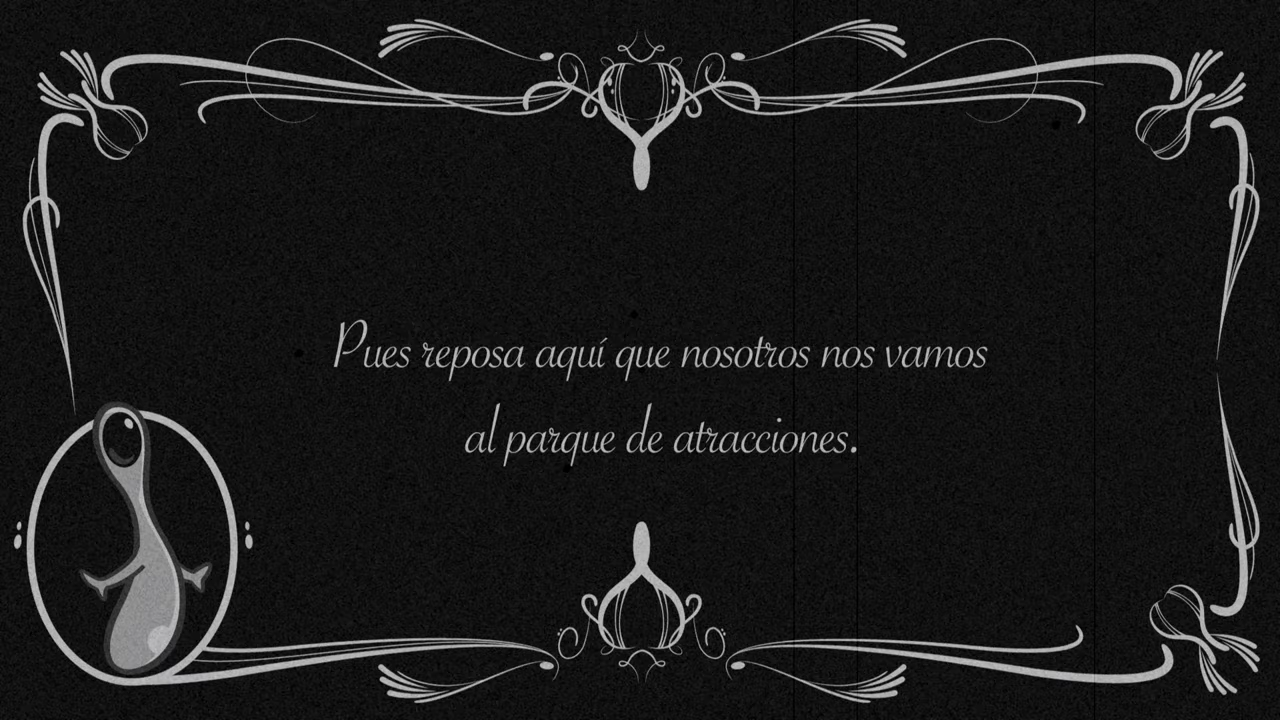 Pues reposa aquí que nosotros nos vamos
al parque de atracciones.